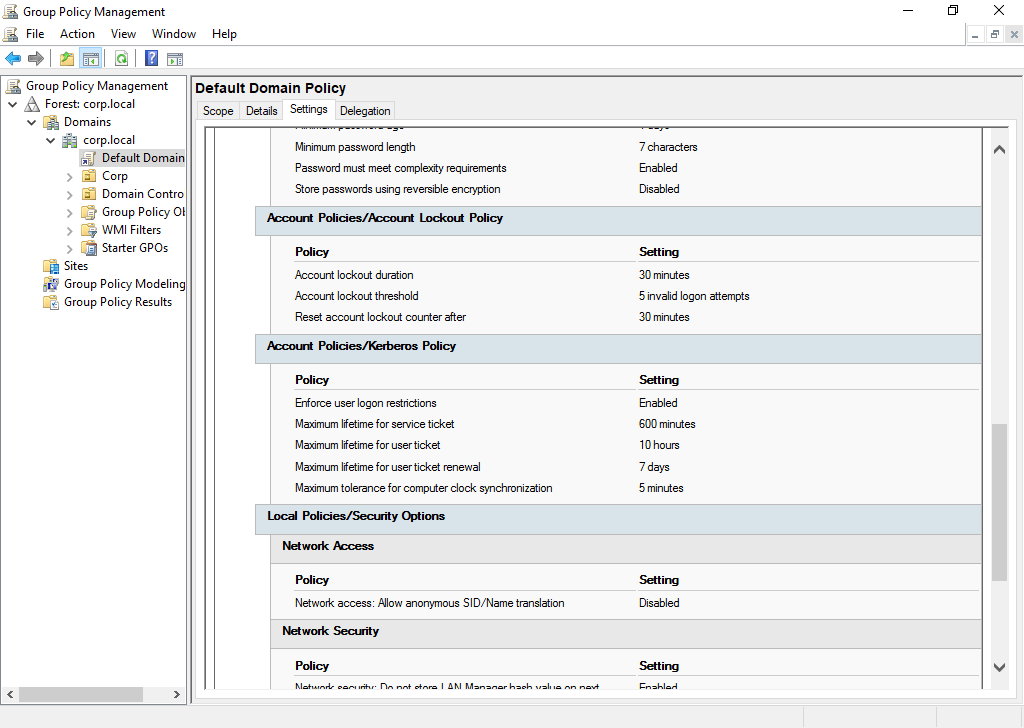 Group Policy Management
File Action View Window Help
Group Policy Management
Forest: corp.local
Domains
corp.local
Default Domain
Corp
Domain Contro
Group Policy Ob
WMI Filters
Starter GPOs
Sites
Group Policy Modeling
Group Policy Results
Default Domain Policy
Scope Details Settings Delegation
Minimum password age
Minimum password length 7 characters
Password must meet complexity requirements Enabled
Store passwords using reversible encryption Disabled
Account Policies/Account Lockout Policy
Policy Setting
Account lockout duration 30 minutes
Account lockout threshold 5 invalid logon attempts
Reset account lockout counter after 30 minutes
Account Policies/Kerberos Policy
Policy Setting
Enforce user logon restrictions Enabled
Maximum lifetime for service ticket 600 minutes
Maximum lifetime for user ticket 10 hours
Maximum lifetime for user ticket renewal 7 days
Maximum tolerance for computer clock synchronization 5 minutes
Local Policies/Security Options
Network Access
Policy Setting
Network access: Allow anonymous SID/Name translation Disabled
Network Security
Policy Setting
Network security: Do not store LAN Manager hash value on next Enabled